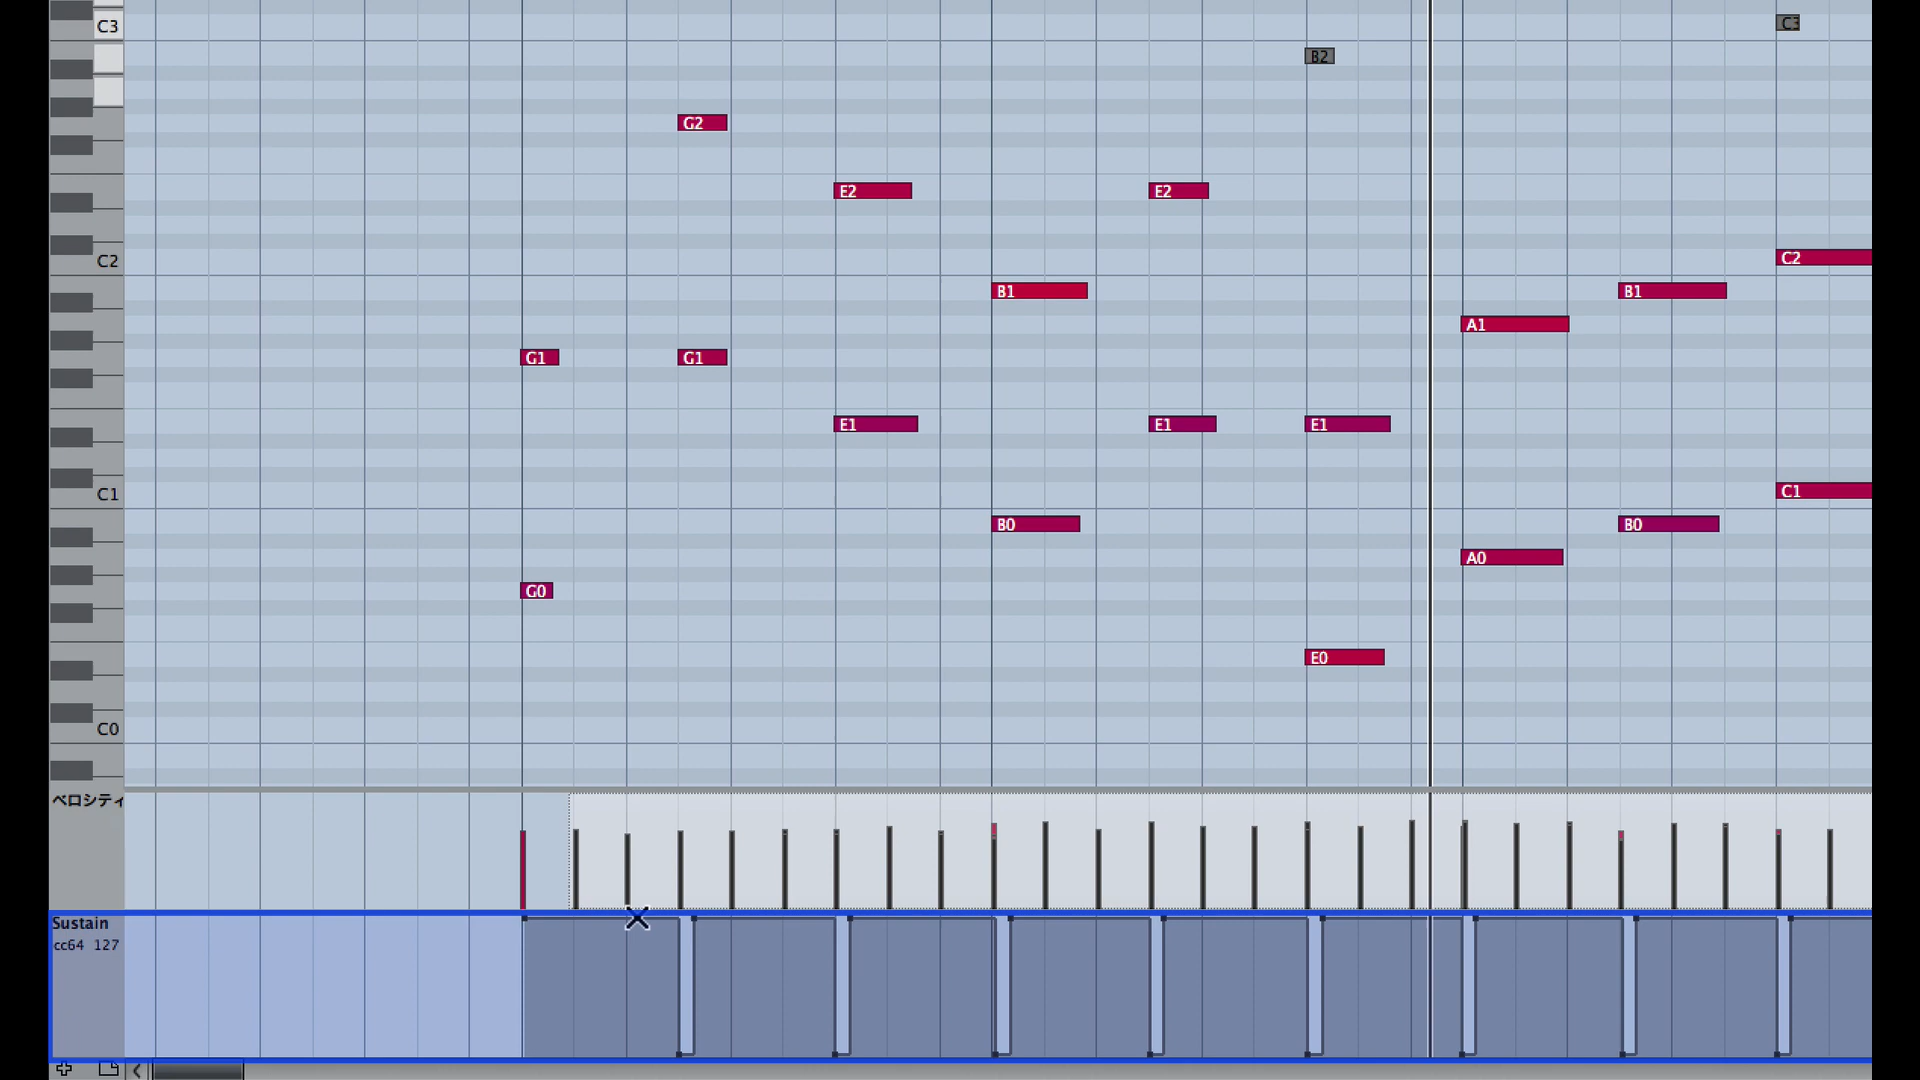 C3
C3
B2
G2
E2
E2
C2
C2
B1
B1
A1
G1
G1
E1
E1
E1
C1
C1
B0
B0
A0
G0
E0
C0
ベロシティ
Sustain
cc64 127